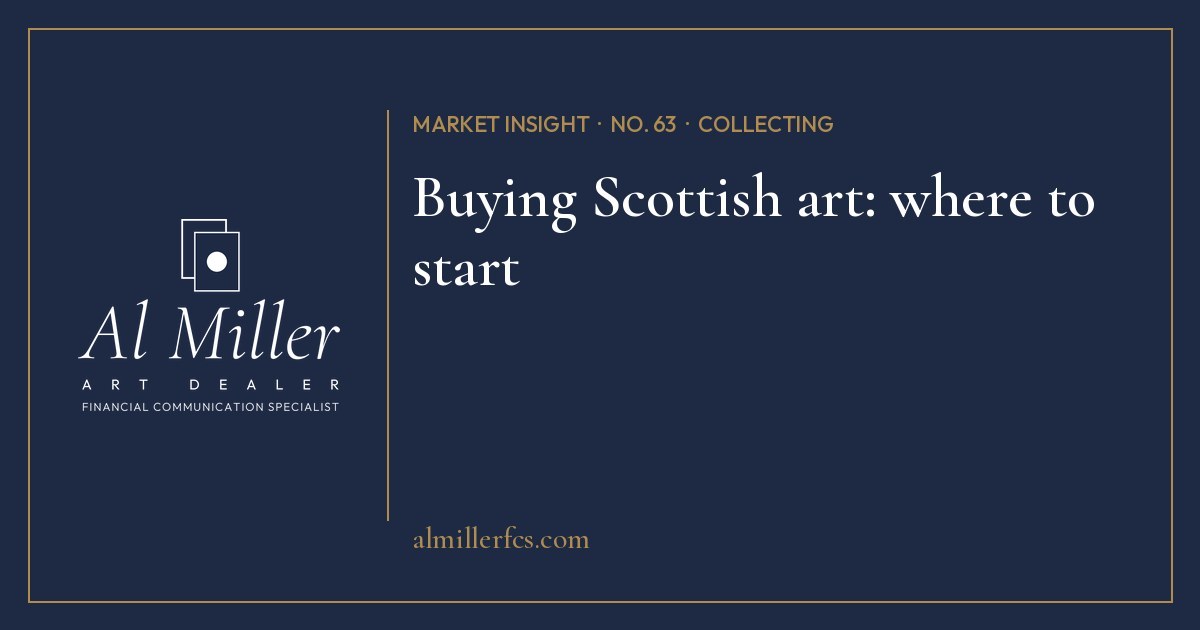 MARKET INSIGHT · NO. 63 · COLLECTING
Buying Scottish art: where to
start
Al Miller
ART DEALER
FINANCIAL COMMUNICATION SPECIALIST
almillerfcs.com